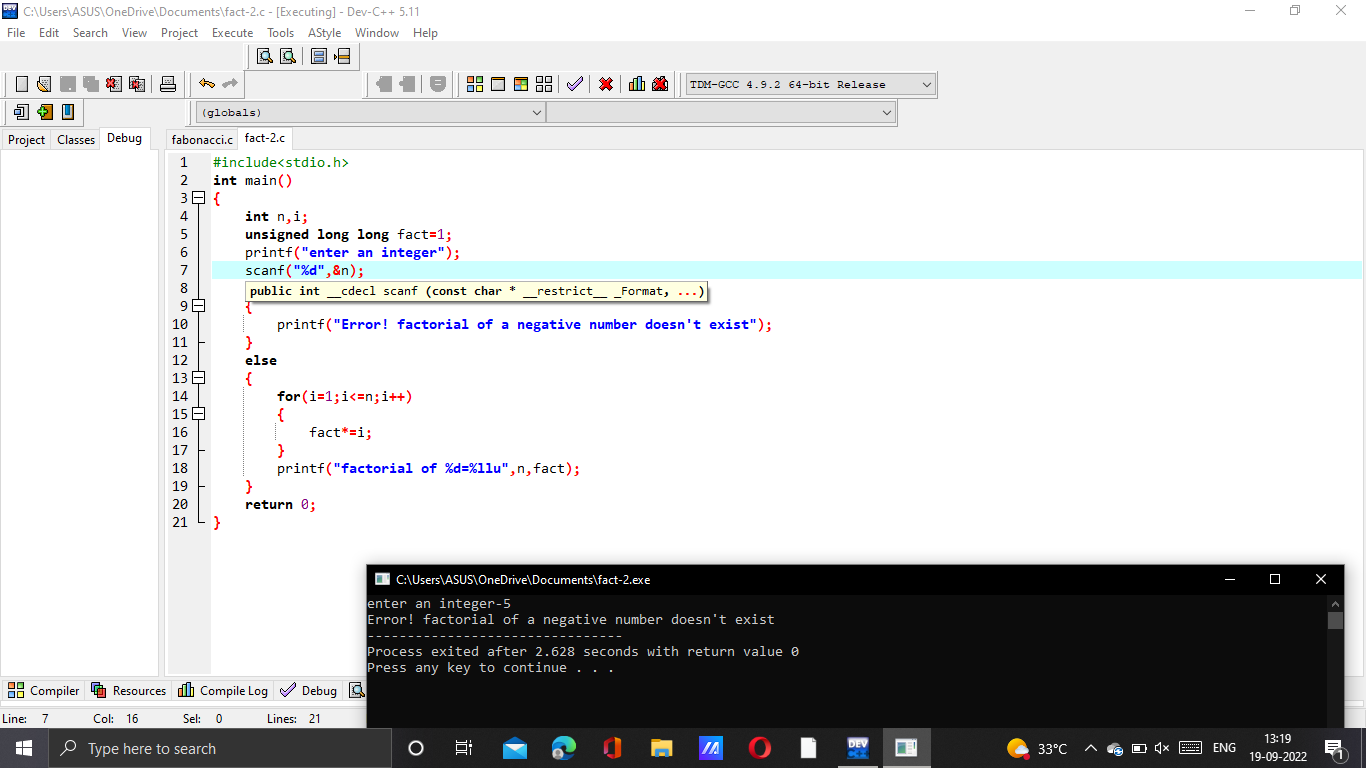 C:\Users\ASUS\OneDrive\Documents\fact-2.c - [Executing] - Dev-C++ 5.11
File Edit Search View Project Execute Tools AStyle Window Help
TDM-GCC 4.9.2 64-bit Release
(globals)
Project Classes Debug fabonacci.c fact-2.c
1 #include<stdio.h>
2 int main()
3 {
4 int n,i;
5 unsigned long long fact=1;
6 printf("enter an integer");
7 scanf("%d",&n);
8 public int __cdecl scanf (const char * __restrict__ _Format, ...)
9 {
10 printf("Error! factorial of a negative number doesn't exist");
11 }
12 else
13 {
14 for(i=1;i<=n;i++)
15 {
16 fact*=i;
17 }
18 printf("factorial of %d=%llu",n,fact);
19 }
20 return 0;
21 }
C:\Users\ASUS\OneDrive\Documents\fact-2.exe
enter an integer-5
Error! factorial of a negative number doesn't exist
--------------------------------
Process exited after 2.628 seconds with return value 0
Press any key to continue . . .
Compiler Resources Compile Log Debug
Line: 7 Col: 16 Sel: 0 Lines: 21
Type here to search
DEV
33°C
ENG
13:19
19-09-2022
1